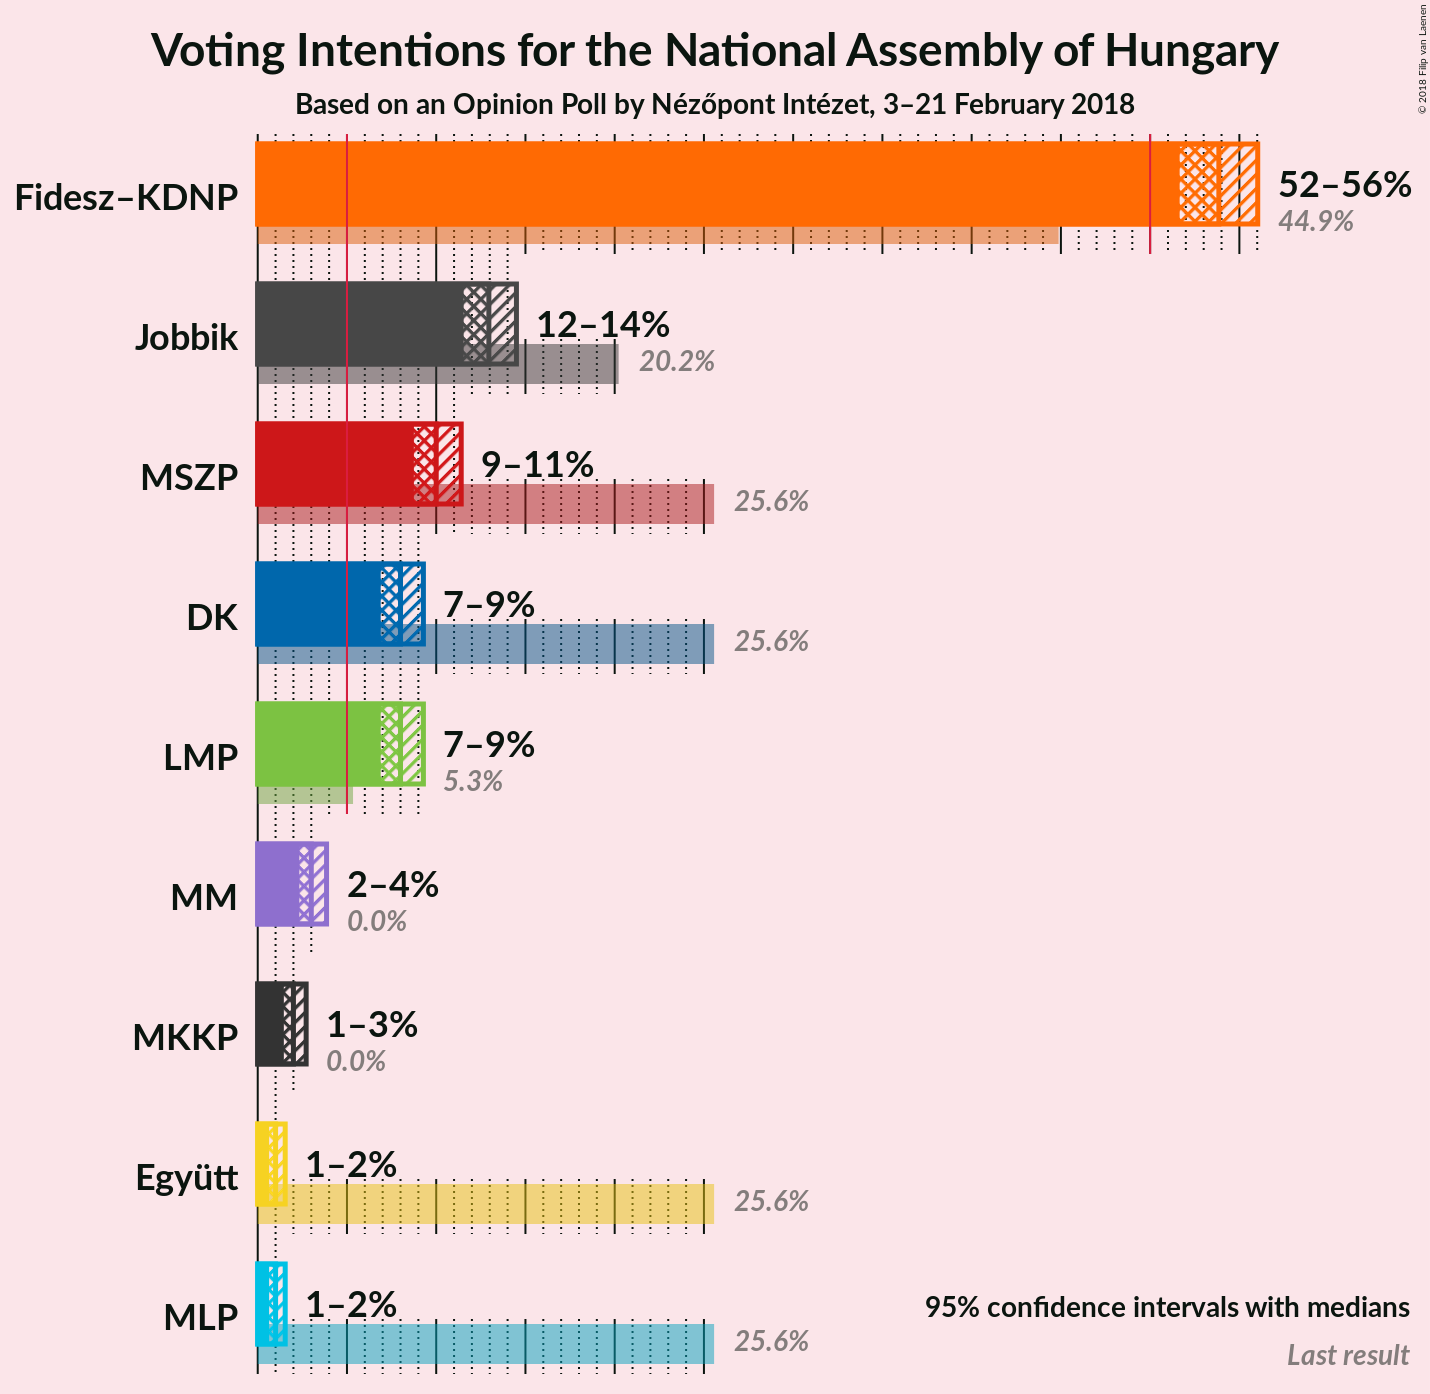 Voting Intentions for the National Assembly of Hungary
Based on an Opinion Poll by Nézőpont Intézet, 3–21 February 2018
© 2018 Filip van Laenen
Fidesz–KDNP
52–56%
44.9%
Jobbik
12–14%
20.2%
MSZP
9–11%
25.6%
DK
7–9%
25.6%
LMP
7–9%
5.3%
MM
2–4%
0.0%
MKKP
1–3%
0.0%
Együtt
1–2%
25.6%
MLP
1–2%
25.6%
95% confidence intervals with medians
Last result